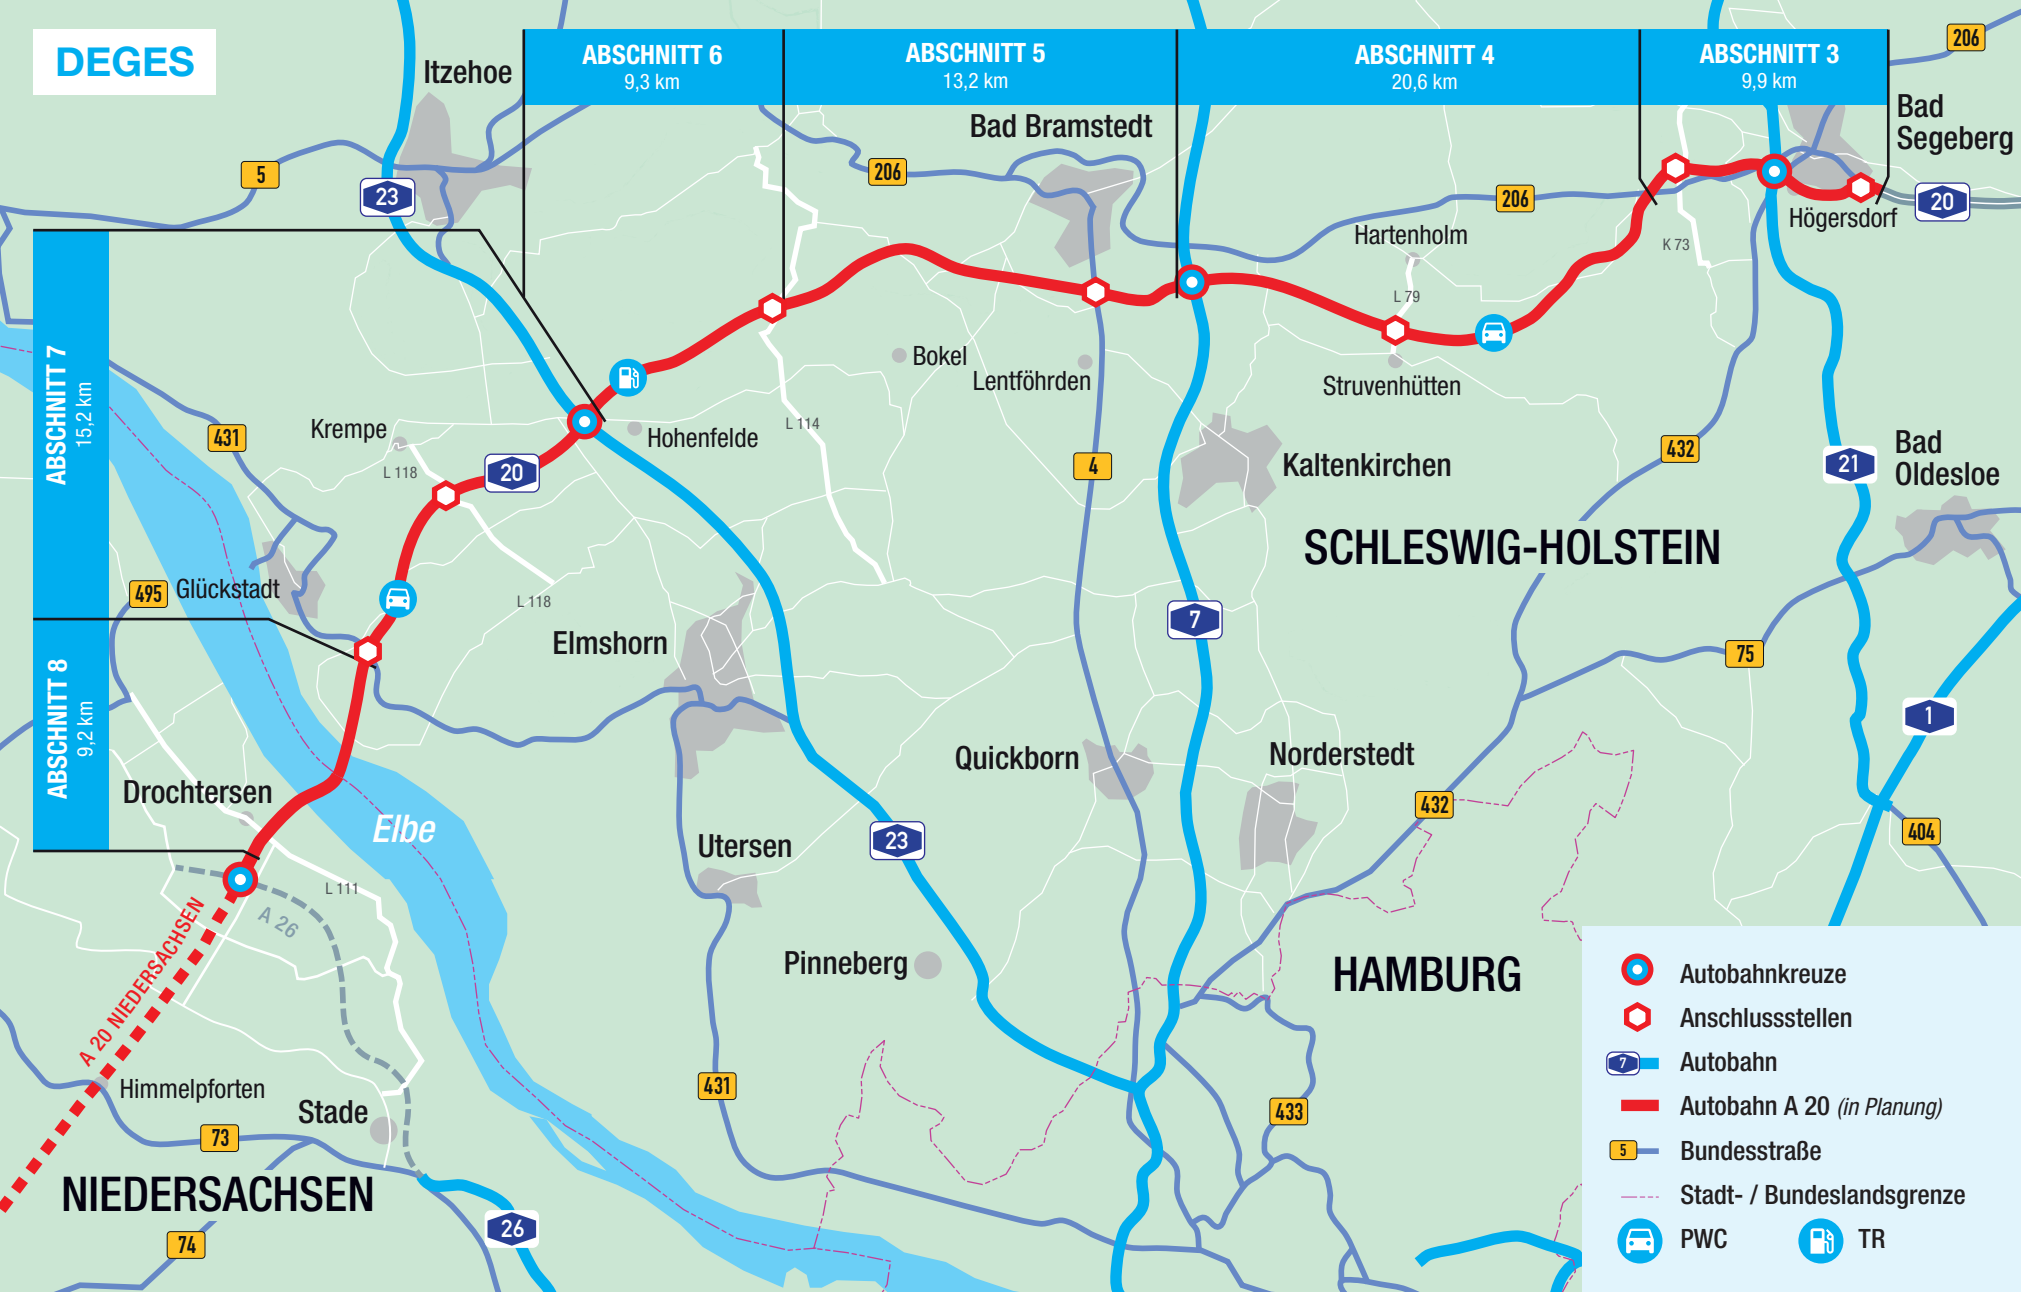 DEGES
ABSCHNITT 6
9,3 km
ABSCHNITT 5
13,2 km
ABSCHNITT 4
20,6 km
ABSCHNITT 3
9,9 km
206
Itzehoe
Bad
Segeberg
Bad Bramstedt
5
23
206
206
20
Högersdorf
Hartenholm
K 73
L 79
ABSCHNITT 7
15,2 km
Bokel
Lentföhrden
Struvenhütten
431
Krempe
L 118
20
Hohenfelde
L 114
4
Kaltenkirchen
432
21
Bad
Oldesloe
SCHLESWIG-HOLSTEIN
495
Glückstadt
L 118
7
Elmshorn
75
ABSCHNITT 8
9,2 km
1
Quickborn
Norderstedt
Drochtersen
Elbe
432
404
Utersen
23
L 111
A 26
A 20 NIEDERSACHSEN
Pinneberg
HAMBURG
Himmelpforten
Stade
431
433
73
NIEDERSACHSEN
74
26
Autobahnkreuze
Anschlussstellen
7 Autobahn
Autobahn A 20 (in Planung)
5 Bundesstraße
Stadt- / Bundeslandsgrenze
PWC TR